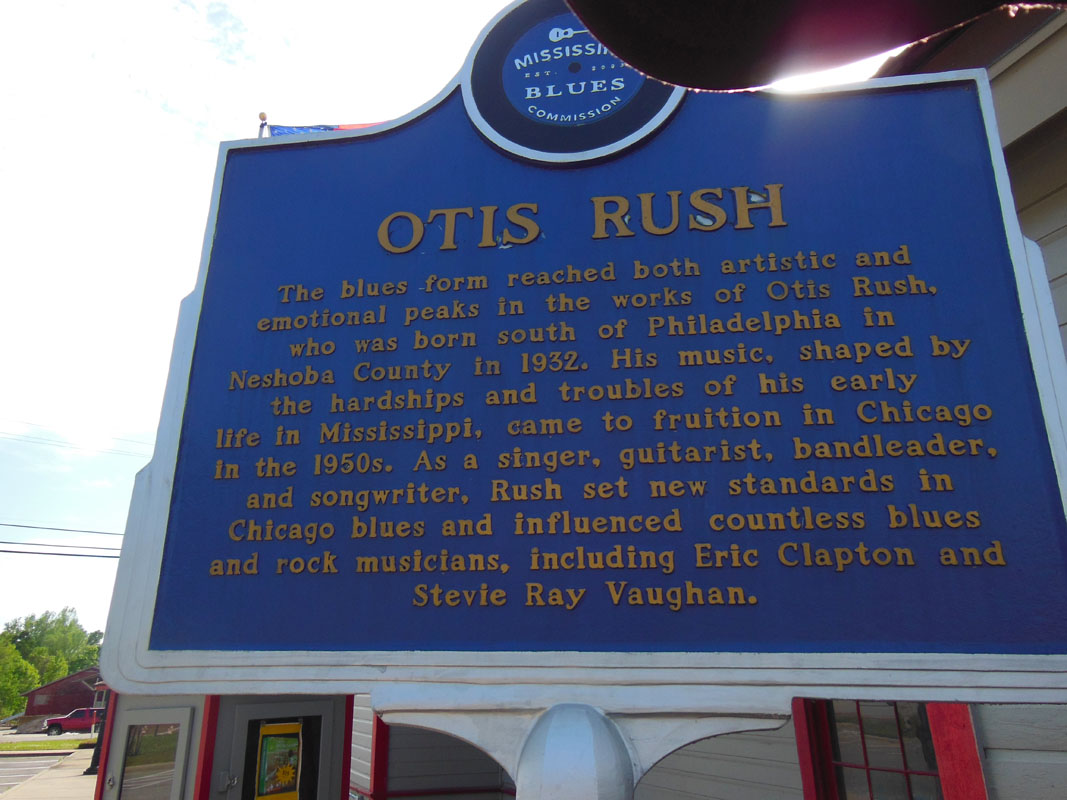 BLUES
COMMISSION
OTIS RUSH
The blues form reached both artistic and
emotional peaks in the works of Otis Rush,
who was born south of Philadelphia in
Neshoba County in 1932. His music, shaped by
the hardships and troubles of his early
life in Mississippi, came to fruition in Chicago
in the 1950s. As a singer, guitarist, bandleader,
and songwriter, Rush set new standards in
Chicago blues and influenced countless blues
and rock musicians, including Eric Clapton and
Stevie Ray Vaughan.